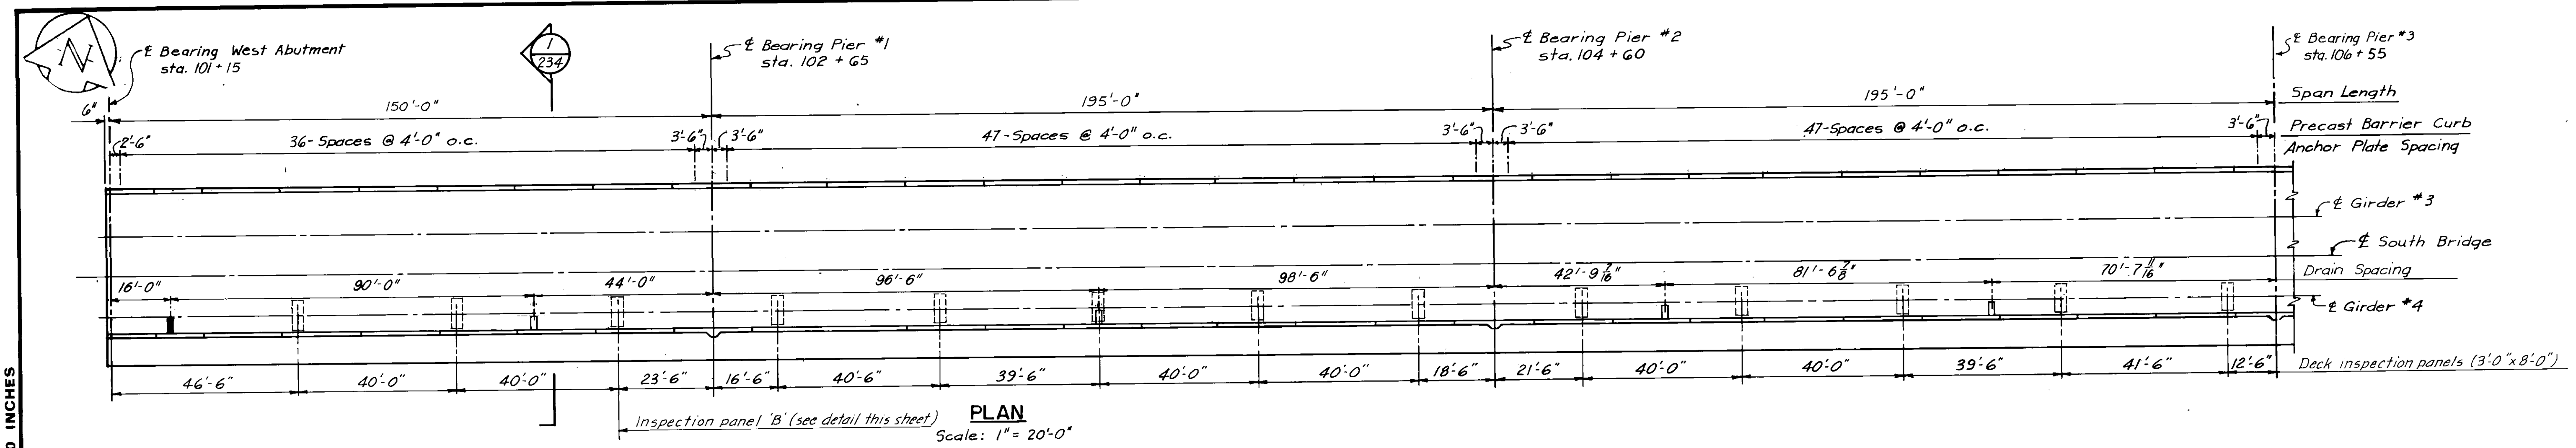 N
℄ Bearing West Abutment
sta. 101 + 15
1
234
℄ Bearing Pier #1
sta. 102 + 65
℄ Bearing Pier #2
sta. 104 + 60
℄ Bearing Pier #3
sta. 106 + 55
6" 150'-0" 195'-0" 195'-0" Span Length
2'-6" 36-Spaces @ 4'-0" o.c. 3'-6" 3'-6" 47-Spaces @ 4'-0" o.c. 3'-6" 3'-6" 47-Spaces @ 4'-0" o.c. 3'-6" Precast Barrier Curb
Anchor Plate Spacing
℄ Girder #3
℄ South Bridge
16'-0" 90'-0" 44'-0" 96'-6" 98'-6" 42'-9 7/16" 81'-6 7/8" 70'-7 11/16" Drain Spacing
℄ Girder #4
46'-6" 40'-0" 40'-0" 23'-6" 16'-6" 40'-6" 39'-6" 40'-0" 40'-0" 18'-6" 21'-6" 40'-0" 40'-0" 39'-6" 41'-6" 12'-6" Deck inspection panels (3'-0" x 8'-0")
Inspection panel 'B' (see detail this sheet)
PLAN
Scale: 1" = 20'-0"
INCHES